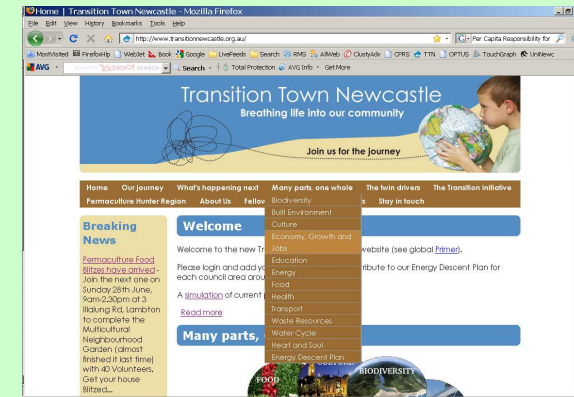 Home | Transition Town Newcastle - Mozilla Firefox
File Edit View History Bookmarks Tools Help
http://www.transitionnewcastle.org.au/
Per Capita Responsibility for
MostVisited FirefoxHlp WebJet Book Google LiveFeeds Search RMS AllWeb ClustyAdv CPRS TTN OPTUS TouchGraph UniNewc
AVG YAHOO! SEARCH Search Total Protection AVG Info Get More
Transition Town Newcastle
Breathing life into our community
Join us for the journey
Home Our journey What's happening next Many parts, one whole The twin drivers The Transition Initiative
Permaculture Hunter Region About Us Fellow s Stay in touch
Biodiversity
Built Environment
Culture
Economy, Growth and
Jobs
Education
Energy
Food
Health
Transport
Waste Resources
Water Cycle
Heart and Soul
Energy Descent Plan
Breaking
News
Permaculture Food
Blitzes have arrived -
Join the next one on
Sunday 28th June,
9am-2.30pm at 3
Illalung Rd, Lambton
to complete the
Multicultural
Neighbourhood
Garden (almost
finished it last time)
with 40 Volunteers.
Get your house
Blitzed...
Welcome
Welcome to the new Tr website (see global Primer).
Please login and add yo tribute to our Energy Descent Plan for
each council area arou
A simulation of current
Read more
Many parts,
FOOD
BIODIVERSITY